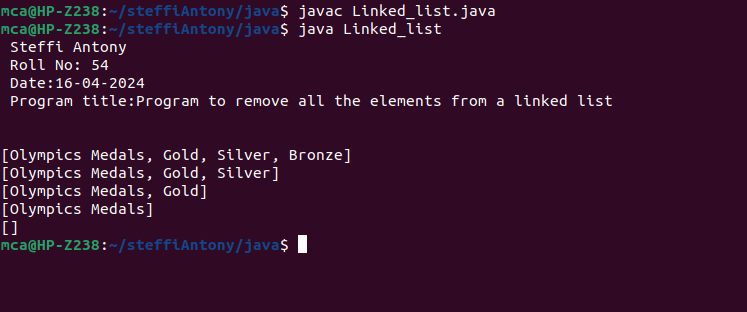 mca@HP-Z238:~/steffiAntony/java$ javac Linked_list.java
mca@HP-Z238:~/steffiAntony/java$ java Linked_list
Steffi Antony
Roll No: 54
Date:16-04-2024
Program title:Program to remove all the elements from a linked list
[Olympics Medals, Gold, Silver, Bronze]
[Olympics Medals, Gold, Silver]
[Olympics Medals, Gold]
[Olympics Medals]
[]
mca@HP-Z238:~/steffiAntony/java$